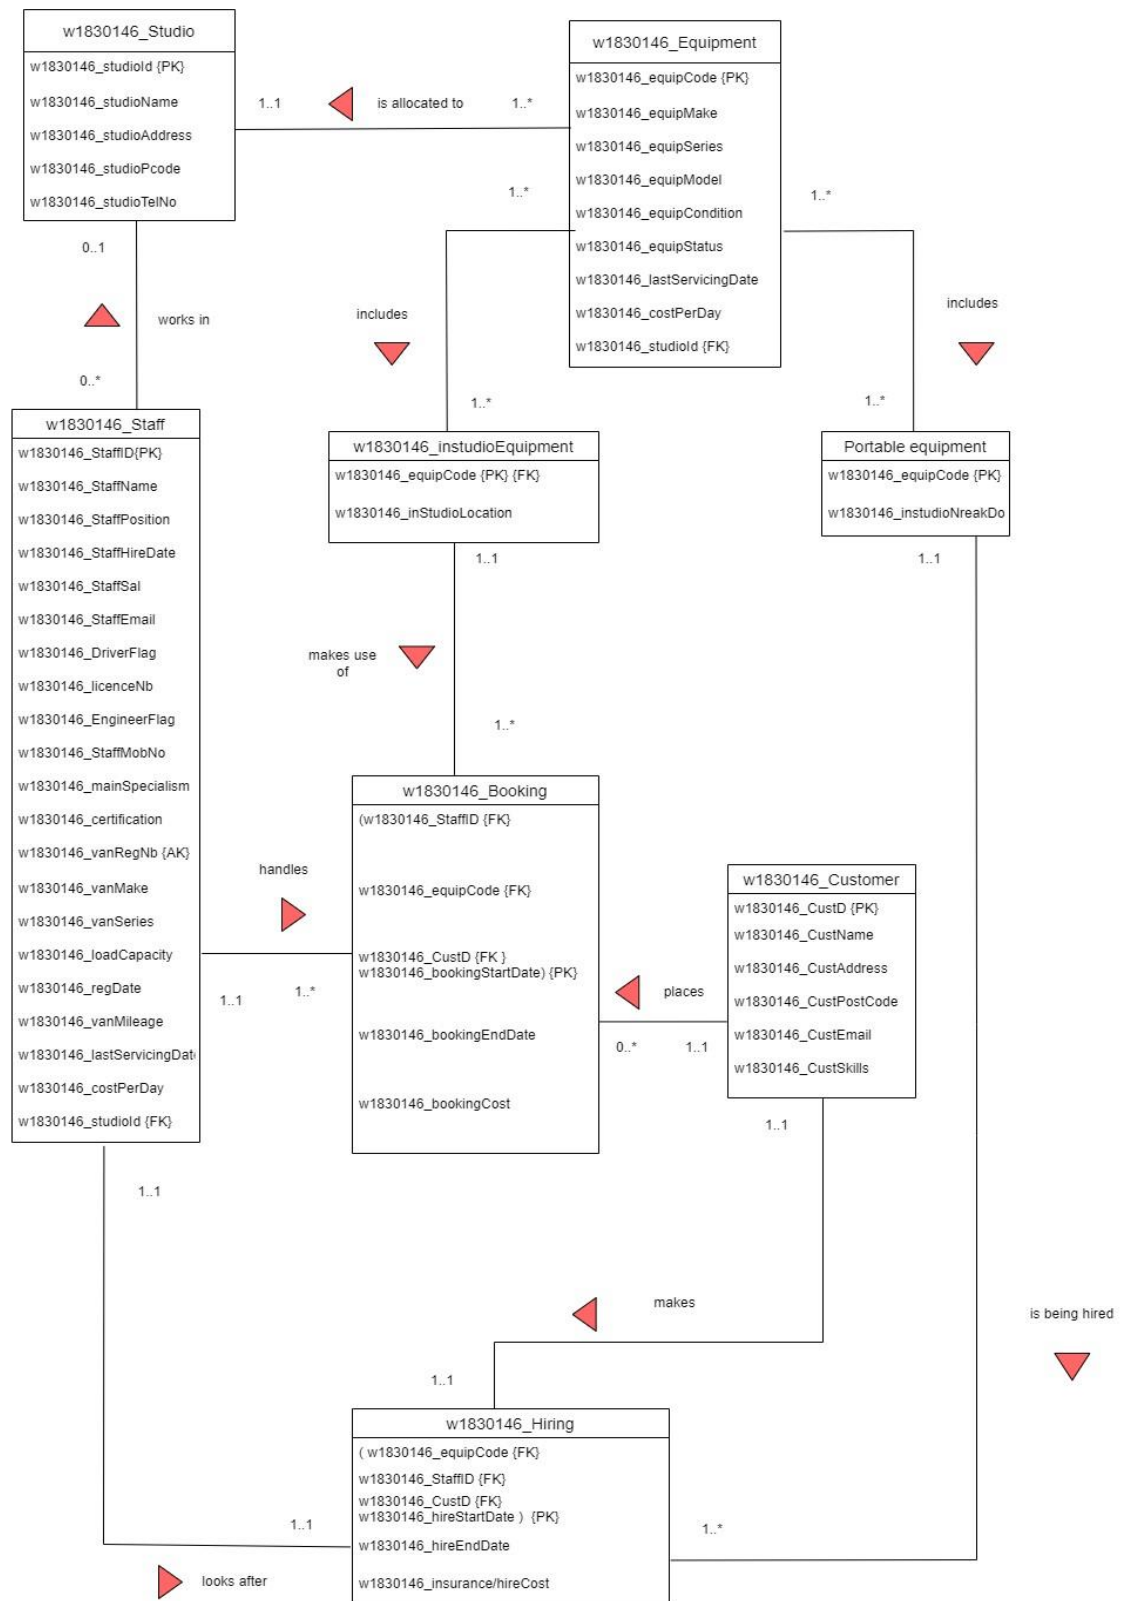 w1830146_Studio
w1830146_studioId {PK}
w1830146_studioName
w1830146_studioAddress
w1830146_studioPcode
w1830146_studioTelNo
1..1
is allocated to
1..*
w1830146_Equipment
w1830146_equipCode {PK}
w1830146_equipMake
w1830146_equipSeries
w1830146_equipModel
w1830146_equipCondition
w1830146_equipStatus
w1830146_lastServicingDate
w1830146_costPerDay
w1830146_studioId {FK}
1..*
1..*
0..1
works in
0..*
includes
1..*
includes
1..*
w1830146_Staff
w1830146_StaffID{PK}
w1830146_StaffName
w1830146_StaffPosition
w1830146_StaffHireDate
w1830146_StaffSal
w1830146_StaffEmail
w1830146_DriverFlag
w1830146_licenceNb
w1830146_EngineerFlag
w1830146_StaffMobNo
w1830146_mainSpecialism
w1830146_certification
w1830146_vanRegNb {AK}
w1830146_vanMake
w1830146_vanSeries
w1830146_loadCapacity
w1830146_regDate
w1830146_vanMileage
w1830146_lastServicingDat
w1830146_costPerDay
w1830146_studioId {FK}
w1830146_instudioEquipment
w1830146_equipCode {PK} {FK}
w1830146_inStudioLocation
Portable equipment
w1830146_equipCode {PK}
w1830146_instudioNreakDo
1..1
1..1
makes use
of
1..*
w1830146_Booking
(w1830146_StaffID {FK}
w1830146_equipCode {FK}
w1830146_CustD {FK }
w1830146_bookingStartDate) {PK}
w1830146_bookingEndDate
w1830146_bookingCost
handles
1..1
1..*
w1830146_Customer
w1830146_CustD {PK}
w1830146_CustName
w1830146_CustAddress
w1830146_CustPostCode
w1830146_CustEmail
w1830146_CustSkills
places
0..*
1..1
1..1
1..1
makes
is being hired
1..1
w1830146_Hiring
( w1830146_equipCode {FK}
w1830146_StaffID {FK}
w1830146_CustD {FK}
w1830146_hireStartDate ) {PK}
w1830146_hireEndDate
w1830146_insurance/hireCost
1..1
1..*
looks after